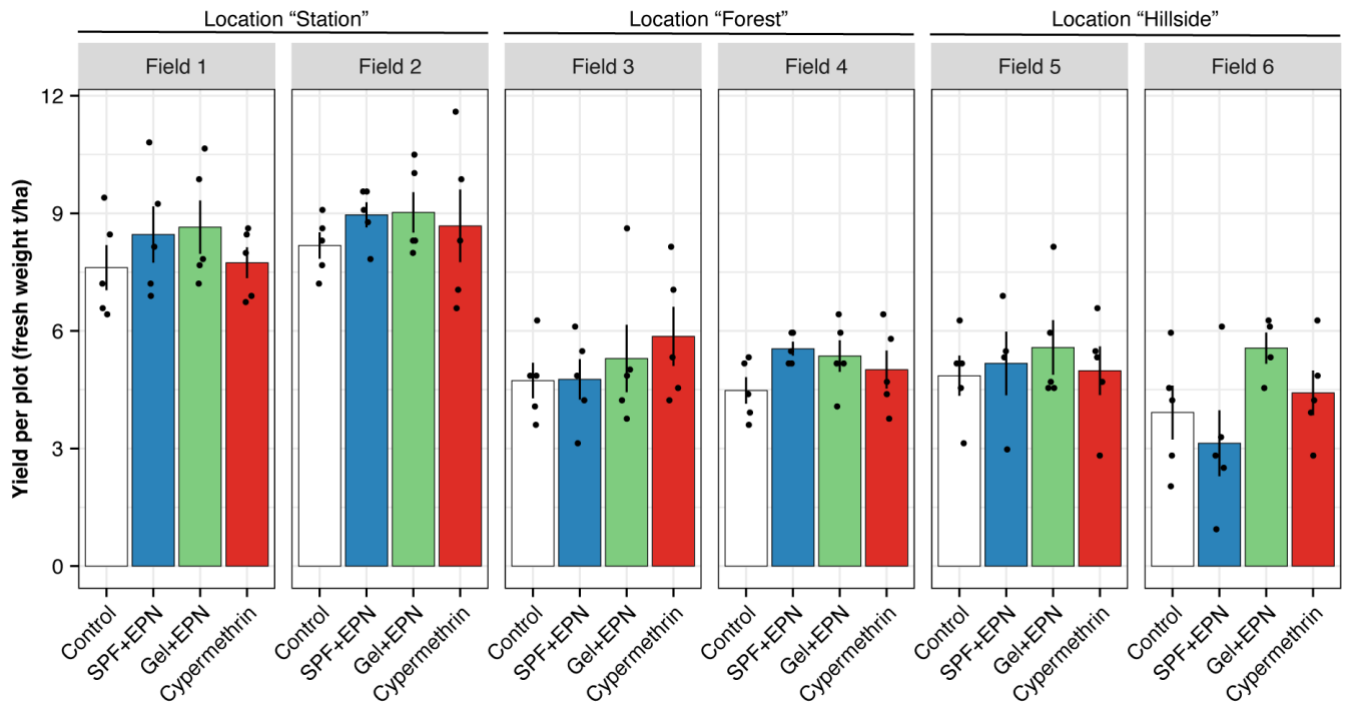 Location “Station” Location “Forest” Location “Hillside”
Field 1 Field 2 Field 3 Field 4 Field 5 Field 6
Yield per plot (fresh weight t/ha)
12
9
6
3
0
Control SPF+EPN Gel+EPN Cypermethrin Control SPF+EPN Gel+EPN Cypermethrin Control SPF+EPN Gel+EPN Cypermethrin Control SPF+EPN Gel+EPN Cypermethrin Control SPF+EPN Gel+EPN Cypermethrin Control SPF+EPN Gel+EPN Cypermethrin